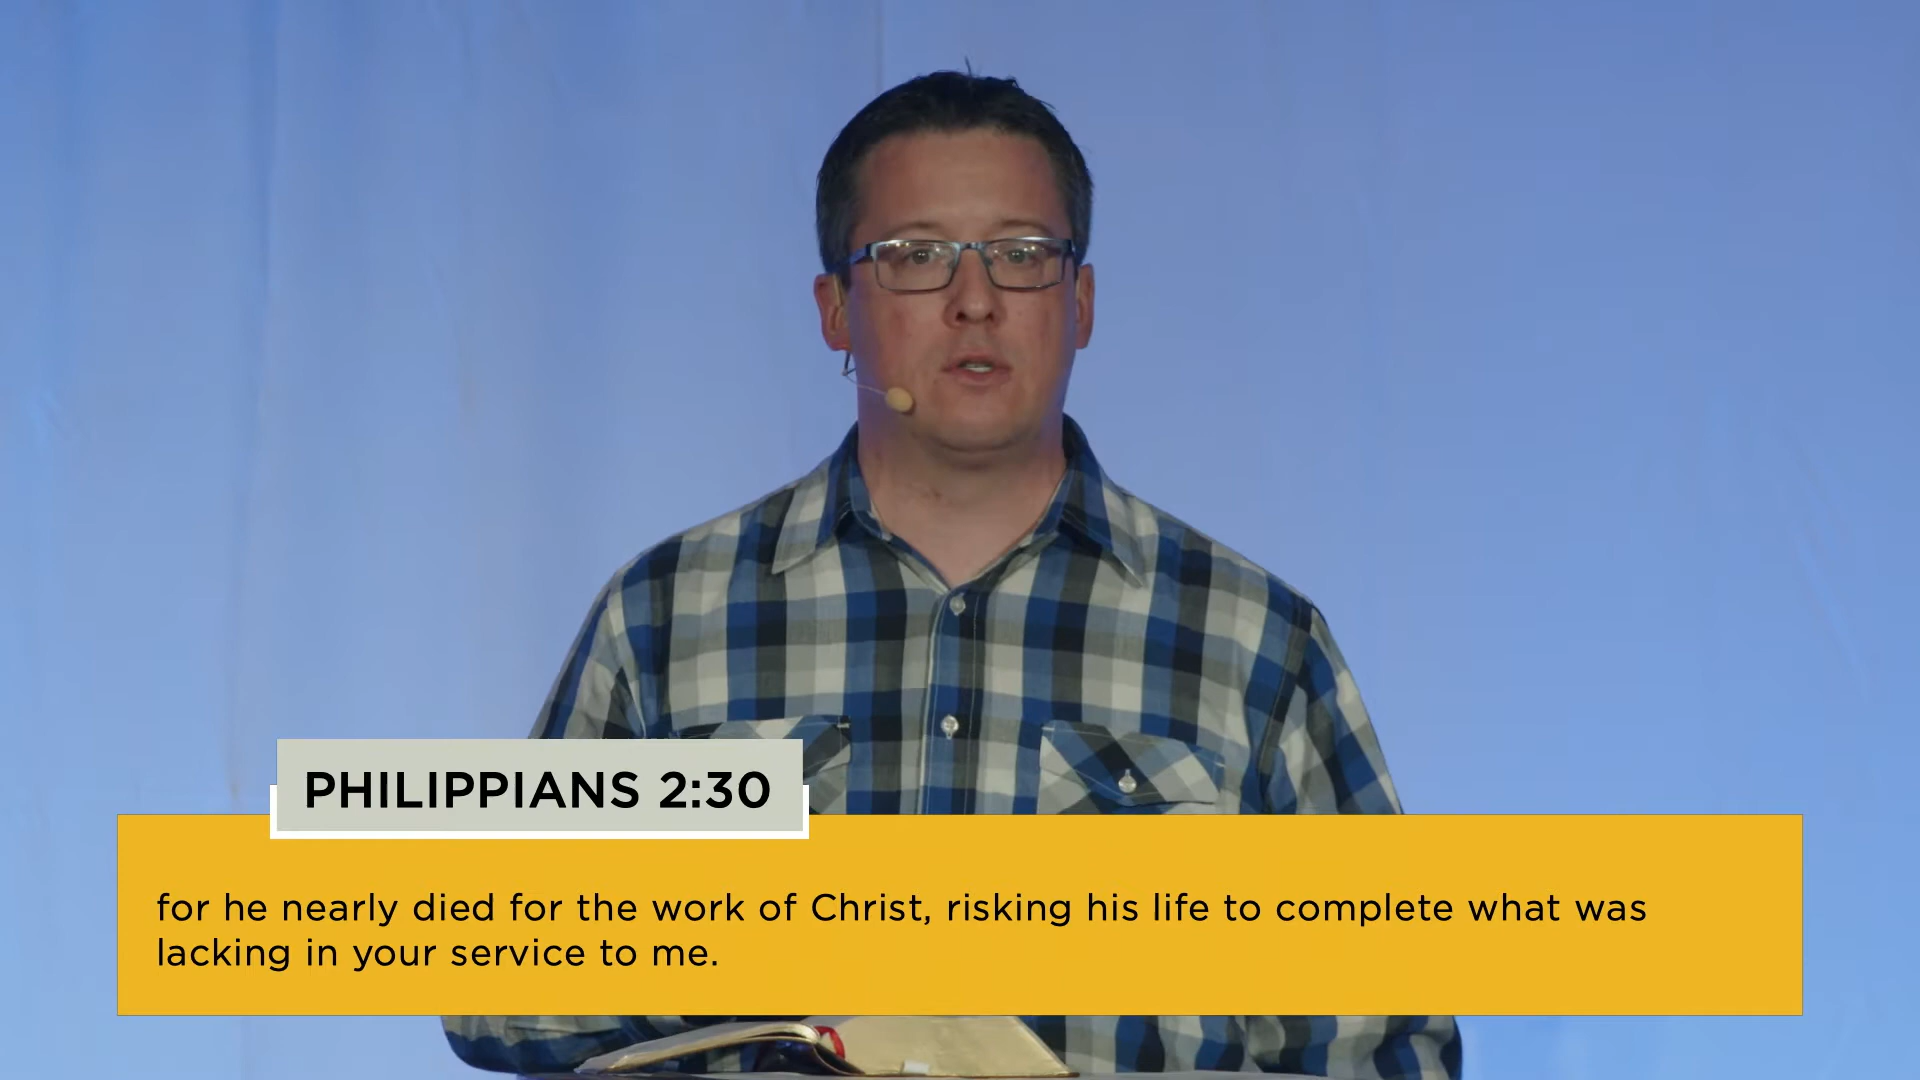 PHILIPPIANS 2:30
for he nearly died for the work of Christ, risking his life to complete what was
lacking in your service to me.